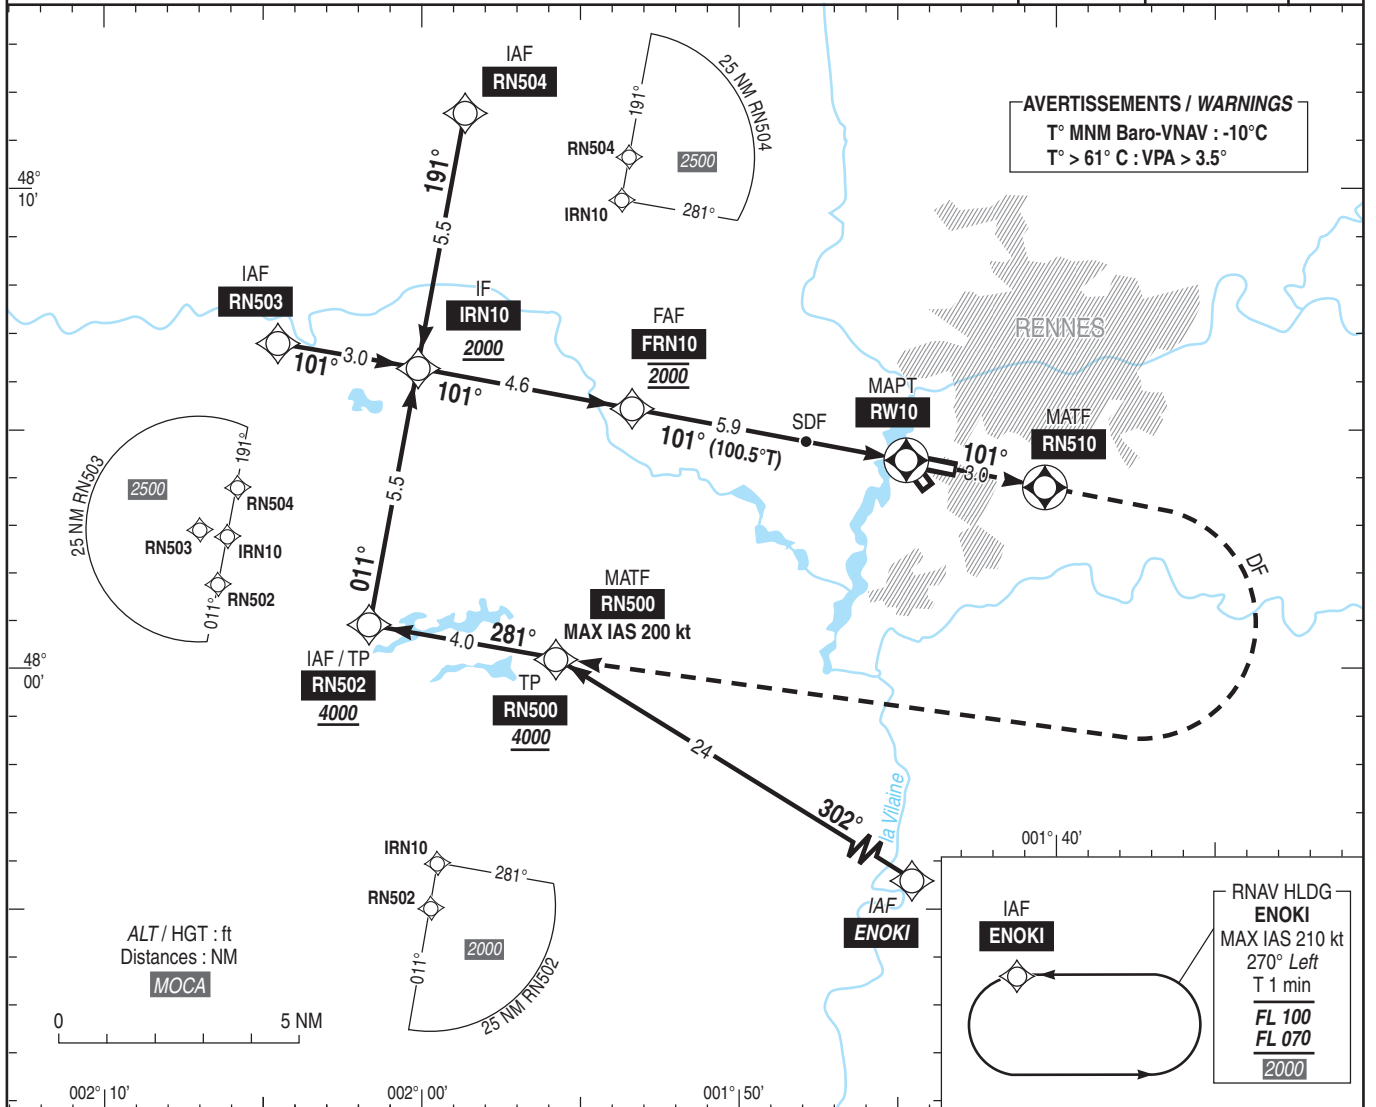 IAF
RN504
191°
5.5
25 NM RN504
191°
RN504
2500
IRN10
281°
AVERTISSEMENTS / WARNINGS
T° MNM Baro-VNAV : -10°C
T° > 61° C : VPA > 3.5°
48°
10'
IAF
RN503
3.0
101°
IF
IRN10
2000
101°
4.6
FAF
FRN10
2000
5.9
101° (100.5°T)
SDF
MAPT
RW10
RENNES
MATF
RN510
101°
3.0
DF
25 NM RN503
2500
191°
RN504
RN503
IRN10
RN502
011°
5.5
011°
IAF / TP
RN502
4000
4.0
281°
MATF
RN500
MAX IAS 200 kt
TP
RN500
4000
48°
00'
24
302°
la Vilaine
IAF
ENOKI
IRN10
281°
RN502
2000
011°
25 NM RN502
ALT / HGT : ft
Distances : NM
MOCA
0
5 NM
001° 40'
IAF
ENOKI
RNAV HLDG
ENOKI
MAX IAS 210 kt
270° Left
T 1 min
FL 100
FL 070
2000
002° 10'
002° 00'
001° 50'